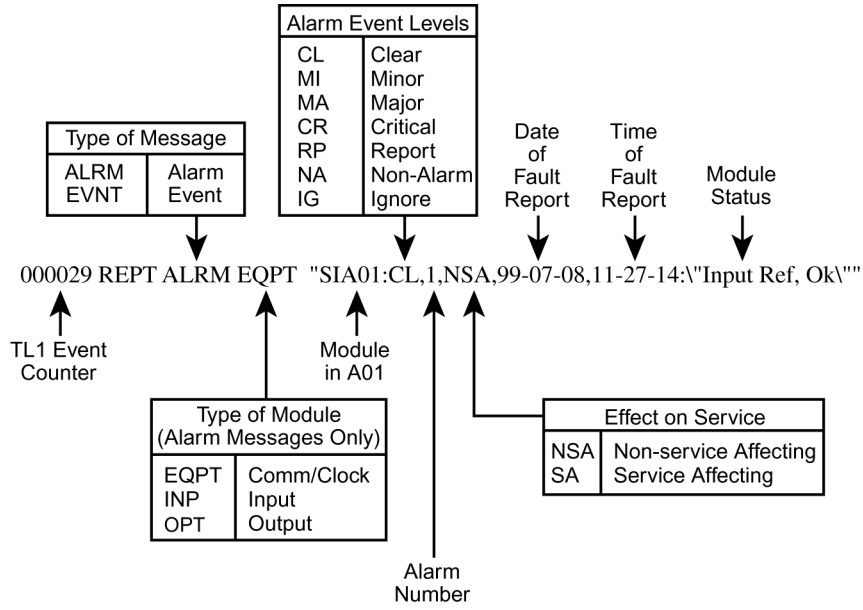 Alarm Event Levels
CL Clear
MI Minor
MA Major
CR Critical
RP Report
NA Non-Alarm
IG Ignore
Type of Message
ALRM Alarm
EVNT Event
Date
of
Fault
Report
Time
of
Fault
Report
Module
Status
000029 REPT ALRM EQPT "SIA01:CL,1,NSA,99-07-08,11-27-14:\"Input Ref, Ok\""
TL1 Event
Counter
Module
in A01
Type of Module
(Alarm Messages Only)
EQPT Comm/Clock
INP Input
OPT Output
Effect on Service
NSA Non-service Affecting
SA Service Affecting
Alarm
Number